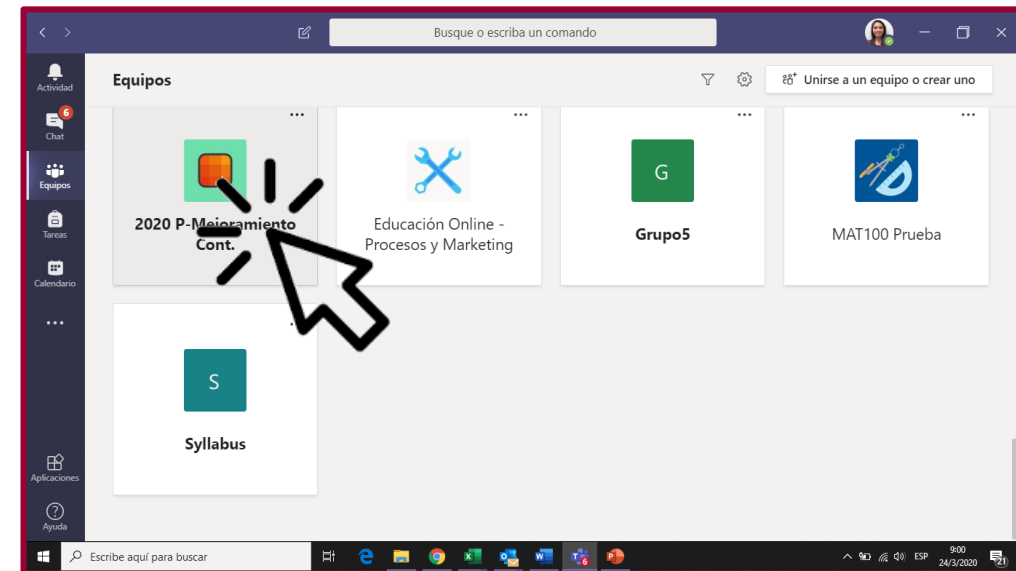 Busque o escriba un comando
Actividad
Equipos
Unirse a un equipo o crear uno
6
Chat
Equipos
Tareas
Calendario
2020 P-Mejoramiento
Cont.
Educación Online -
Procesos y Marketing
G
Grupo5
MAT100 Prueba
S
Syllabus
Aplicaciones
Ayuda
Escribe aquí para buscar
ESP
9:00
24/3/2020
21